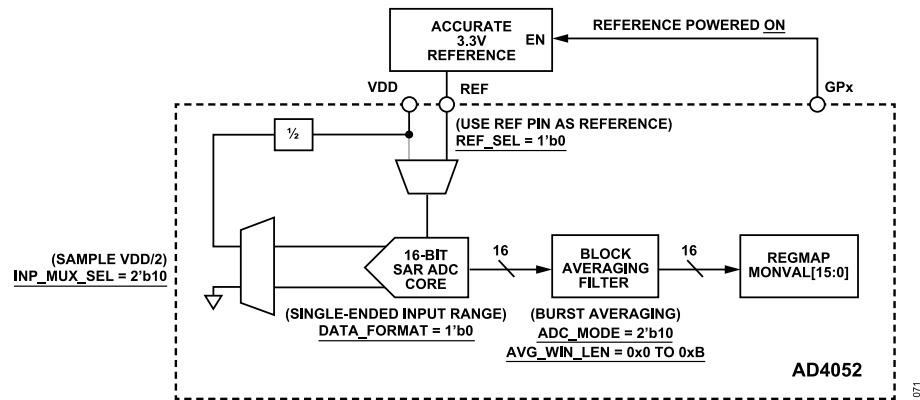 ACCURATE
3.3V
REFERENCE
EN
REFERENCE POWERED ON
VDD
REF
GPx
½
(USE REF PIN AS REFERENCE)
REF_SEL = 1'b0
(SAMPLE VDD/2)
INP_MUX_SEL = 2'b10
16-BIT
SAR ADC
CORE
16
BLOCK
AVERAGING
FILTER
16
REGMAP
MONVAL[15:0]
(SINGLE-ENDED INPUT RANGE)
DATA_FORMAT = 1'b0
(BURST AVERAGING)
ADC_MODE = 2'b10
AVG_WIN_LEN = 0x0 TO 0xB
AD4052
071